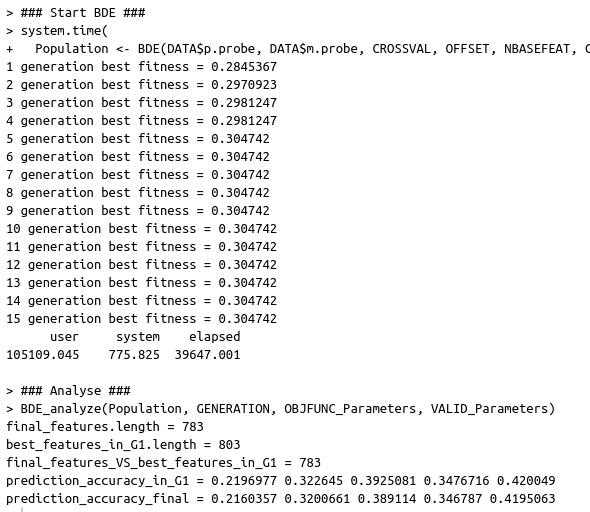 > ### Start BDE ###
> system.time(
+   Population <- BDE(DATA$p.probe, DATA$m.probe, CROSSVAL, OFFSET, NBASEFEAT,
1 generation best fitness = 0.2845367
2 generation best fitness = 0.2970923
3 generation best fitness = 0.2981247
4 generation best fitness = 0.2981247
5 generation best fitness = 0.304742
6 generation best fitness = 0.304742
7 generation best fitness = 0.304742
8 generation best fitness = 0.304742
9 generation best fitness = 0.304742
10 generation best fitness = 0.304742
11 generation best fitness = 0.304742
12 generation best fitness = 0.304742
13 generation best fitness = 0.304742
14 generation best fitness = 0.304742
15 generation best fitness = 0.304742
      user     system    elapsed
105109.045    775.825  39647.001
> ### Analyse ###
> BDE_analyze(Population, GENERATION, OBJFUNC_Parameters, VALID_Parameters)
final_features.length = 783
best_features_in_G1.length = 803
final_features_VS_best_features_in_G1 = 783
prediction_accuracy_in_G1 = 0.2196977 0.322645 0.3925081 0.3476716 0.420049
prediction_accuracy_final = 0.2160357 0.3200661 0.389114 0.346787 0.4195063